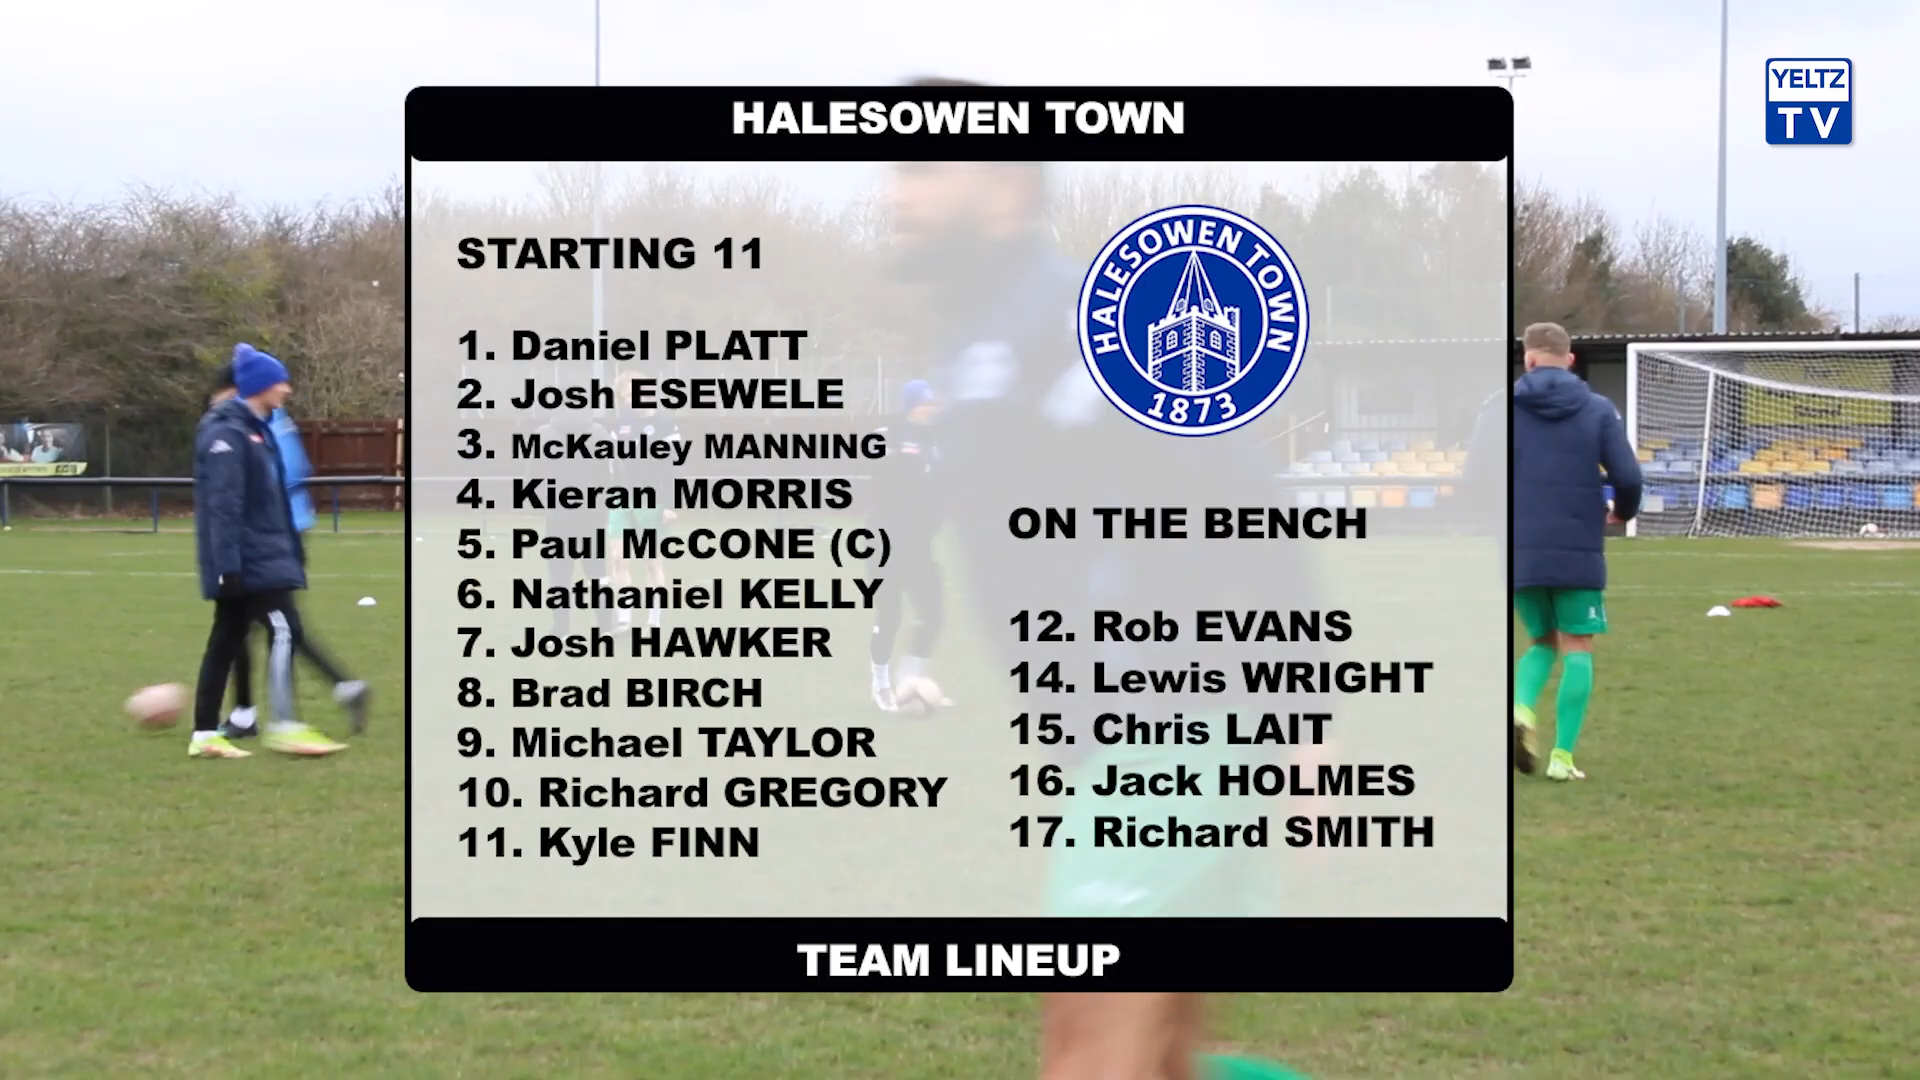 YELTZ
TV
HALESOWEN TOWN
STARTING 11
1. Daniel PLATT
2. Josh ESEWELE
3. McKauley MANNING
4. Kieran MORRIS
5. Paul McCONE (C)
6. Nathaniel KELLY
7. Josh HAWKER
8. Brad BIRCH
9. Michael TAYLOR
10. Richard GREGORY
11. Kyle FINN
HALESOWEN TOWN
1873
ON THE BENCH
12. Rob EVANS
14. Lewis WRIGHT
15. Chris LAIT
16. Jack HOLMES
17. Richard SMITH
TEAM LINEUP